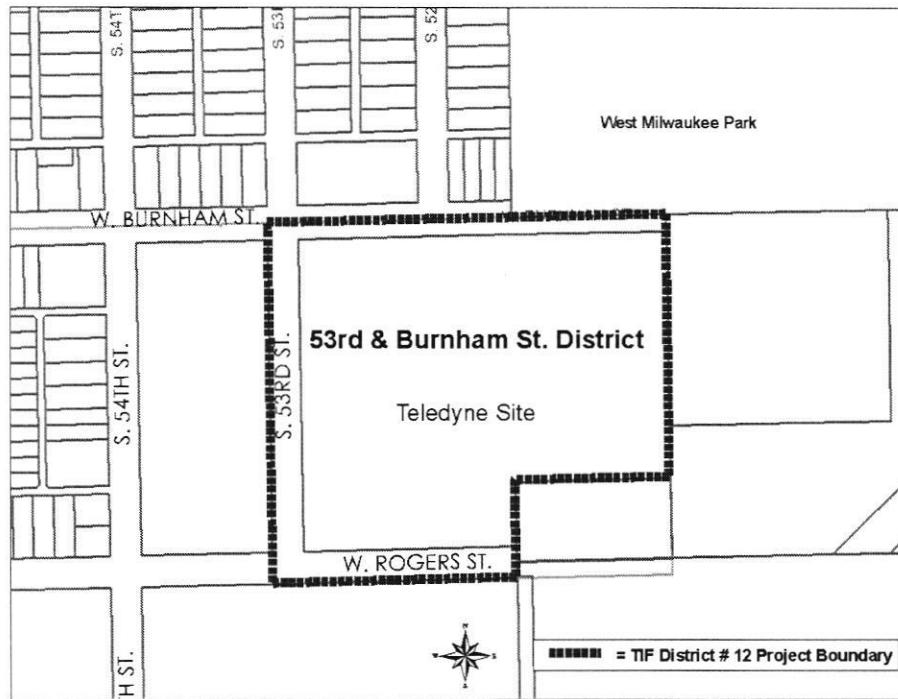 S. 54T
S. 53
S. 52
West Milwaukee Park
W. BURNHAM ST.
53rd & Burnham St. District
S. 53RD ST.
S. 54TH ST.
Teledyne Site
W. ROGERS ST.
TH ST.
= TIF District # 12 Project Boundary